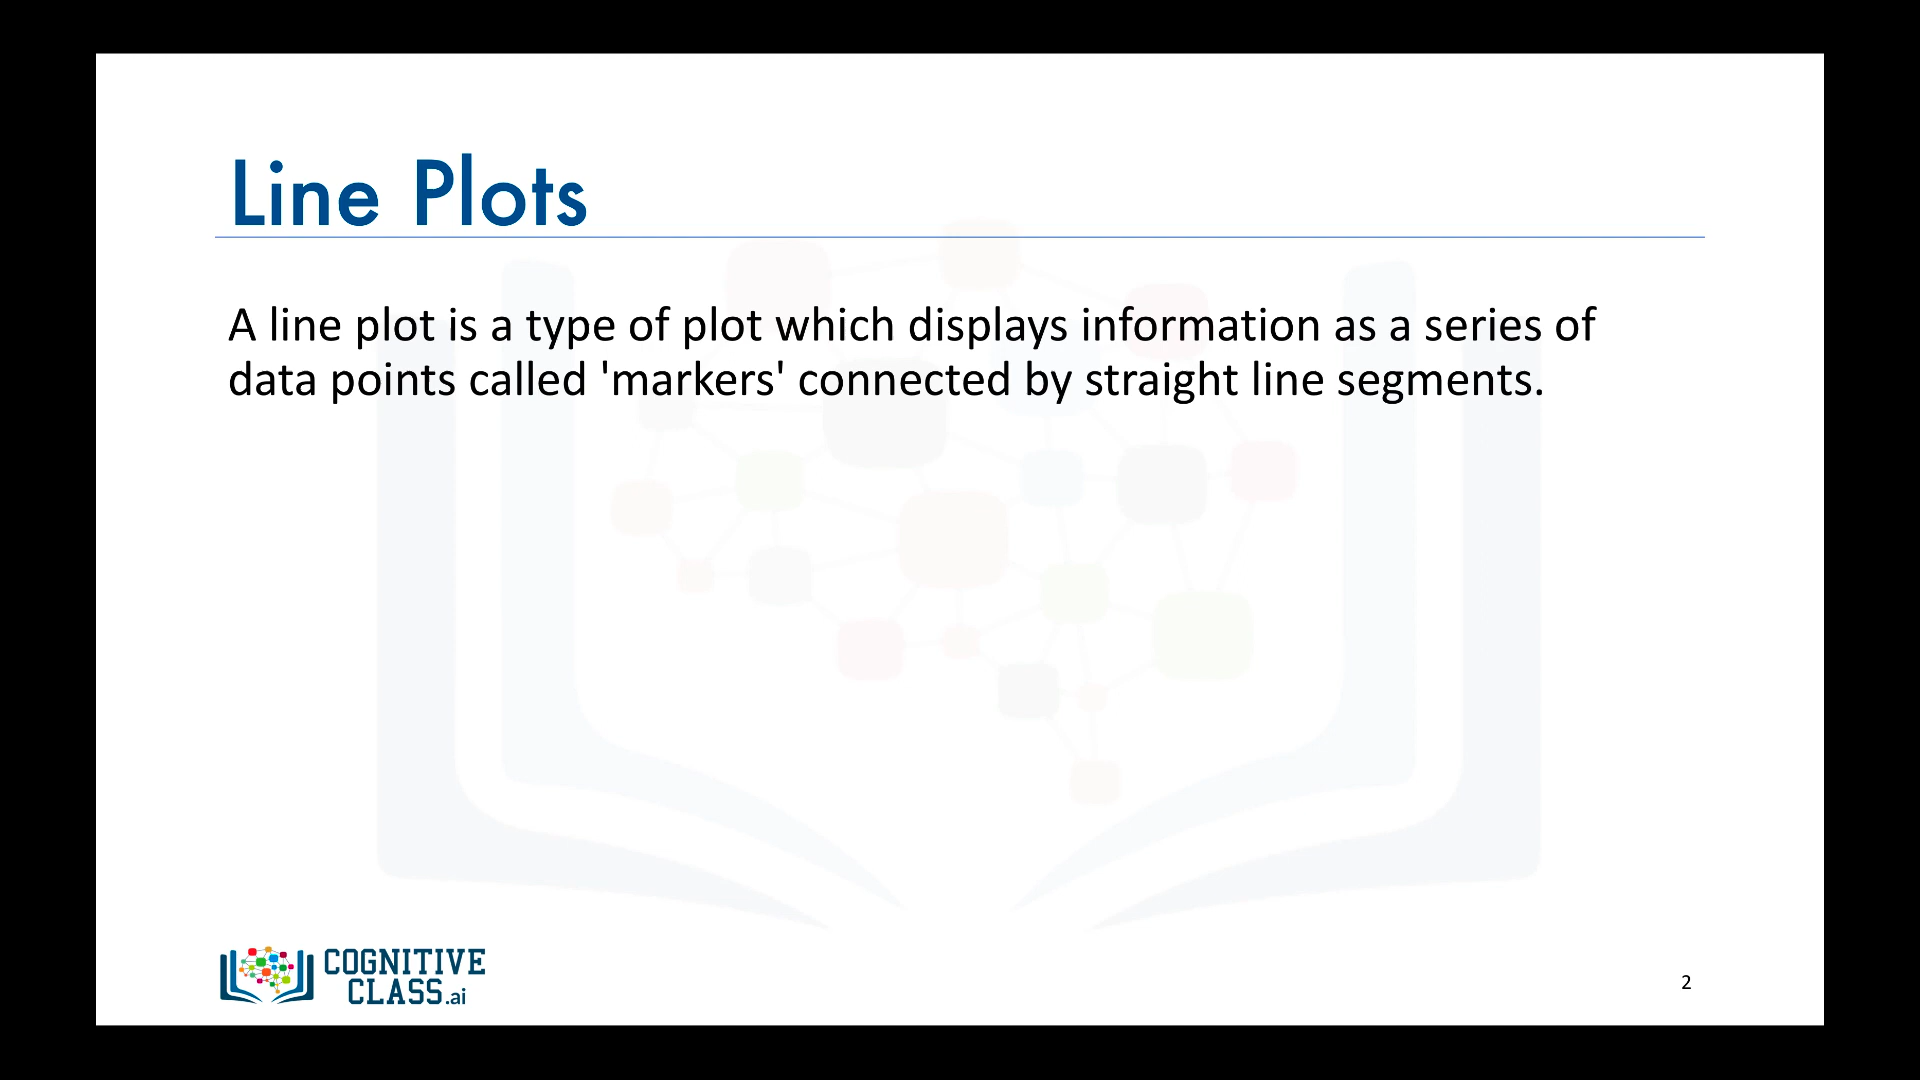 Line Plots
A line plot is a type of plot which displays information as a series of
data points called 'markers' connected by straight line segments.
COGNITIVE
CLASS.ai
2